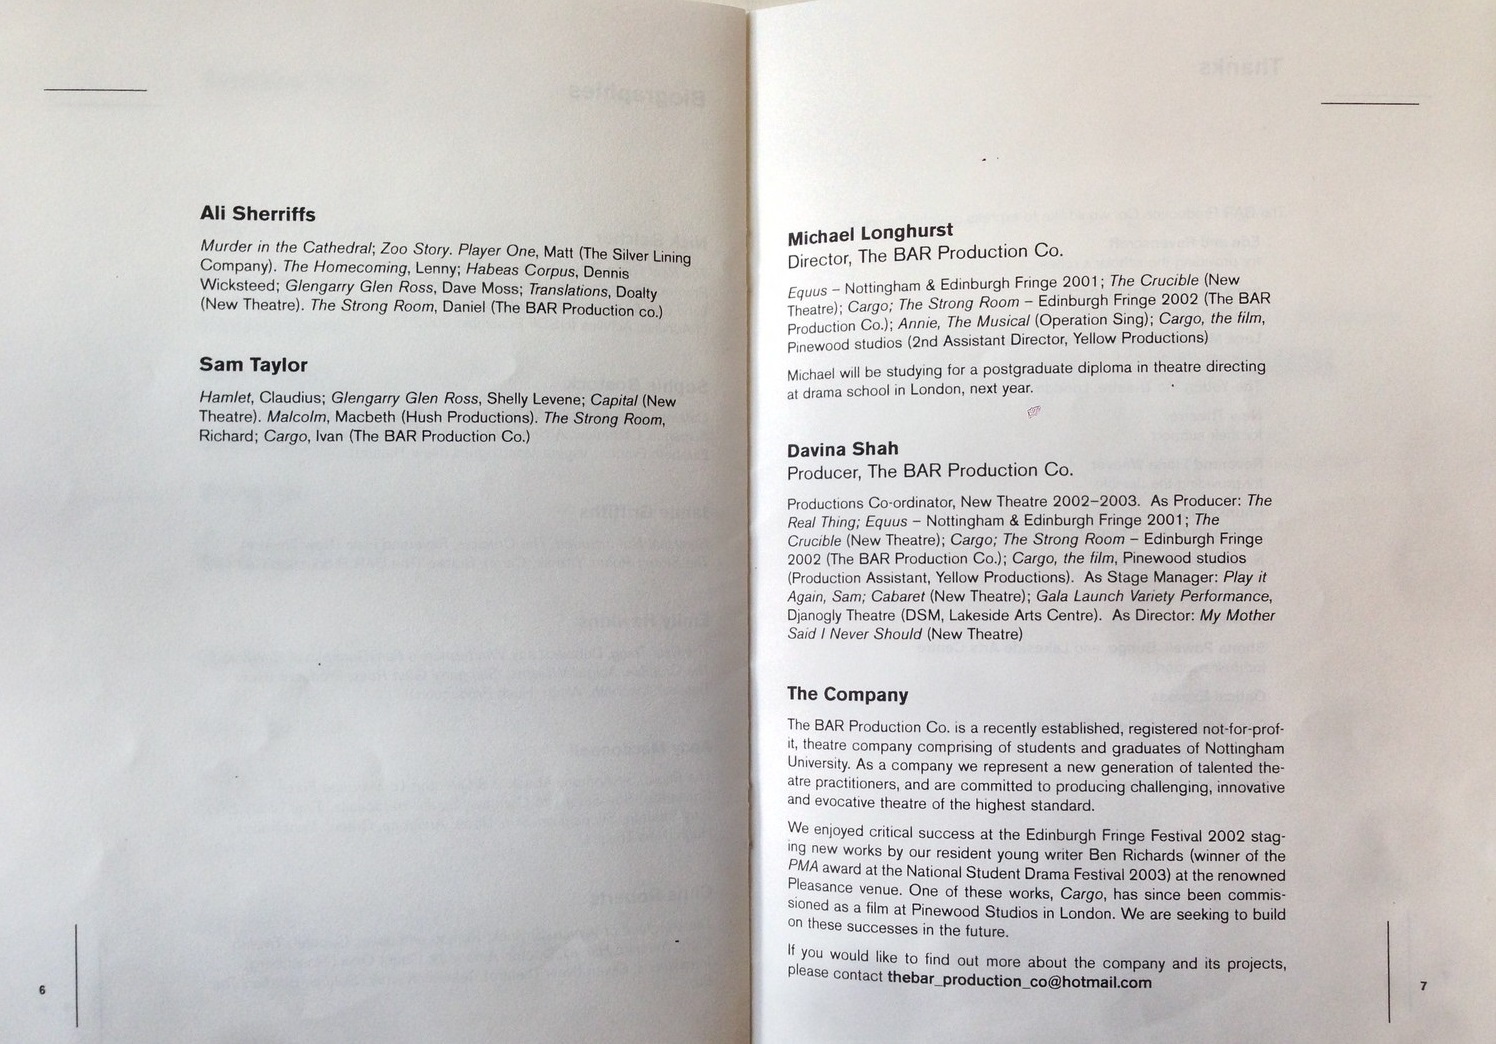 Ali Sherriffs
Murder in the Cathedral; Zoo Story. Player One, Matt (The Silver Lining
Company). The Homecoming, Lenny; Habeas Corpus, Dennis
Wicksteed; Glengarry Glen Ross, Dave Moss; Translations, Doalty
(New Theatre). The Strong Room, Daniel (The BAR Production co.)
Sam Taylor
Hamlet, Claudius; Glengarry Glen Ross, Shelly Levene; Capital (New
Theatre). Malcolm, Macbeth (Hush Productions). The Strong Room,
Richard; Cargo, Ivan (The BAR Production Co.)
6
Michael Longhurst
Director, The BAR Production Co.
Equus – Nottingham & Edinburgh Fringe 2001; The Crucible (New
Theatre); Cargo; The Strong Room – Edinburgh Fringe 2002 (The BAR
Production Co.); Annie, The Musical (Operation Sing); Cargo, the film,
Pinewood studios (2nd Assistant Director, Yellow Productions)
Michael will be studying for a postgraduate diploma in theatre directing
at drama school in London, next year.
Davina Shah
Producer, The BAR Production Co.
Productions Co-ordinator, New Theatre 2002–2003. As Producer: The
Real Thing; Equus – Nottingham & Edinburgh Fringe 2001; The
Crucible (New Theatre); Cargo; The Strong Room – Edinburgh Fringe
2002 (The BAR Production Co.); Cargo, the film, Pinewood studios
(Production Assistant, Yellow Productions). As Stage Manager: Play it
Again, Sam; Cabaret (New Theatre); Gala Launch Variety Performance,
Djanogly Theatre (DSM, Lakeside Arts Centre). As Director: My Mother
Said I Never Should (New Theatre)
The Company
The BAR Production Co. is a recently established, registered not-for-prof-
it, theatre company comprising of students and graduates of Nottingham
University. As a company we represent a new generation of talented the-
atre practitioners, and are committed to producing challenging, innovative
and evocative theatre of the highest standard.
We enjoyed critical success at the Edinburgh Fringe Festival 2002 stag-
ing new works by our resident young writer Ben Richards (winner of the
PMA award at the National Student Drama Festival 2003) at the renowned
Pleasance venue. One of these works, Cargo, has since been commis-
sioned as a film at Pinewood Studios in London. We are seeking to build
on these successes in the future.
If you would like to find out more about the company and its projects,
please contact thebar_production_co@hotmail.com
7